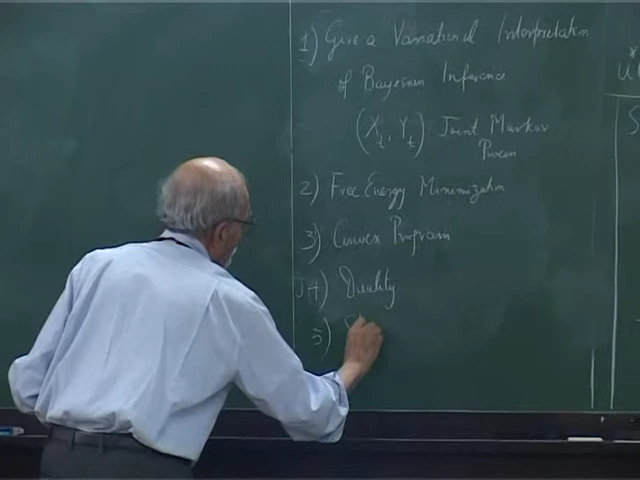 1) Give a Variational Interpretation
of Bayesian Inference
(X_t, Y_t) Joint Markov
Process
2) Free Energy Minimization
3) Convex Program
4) Duality
5)